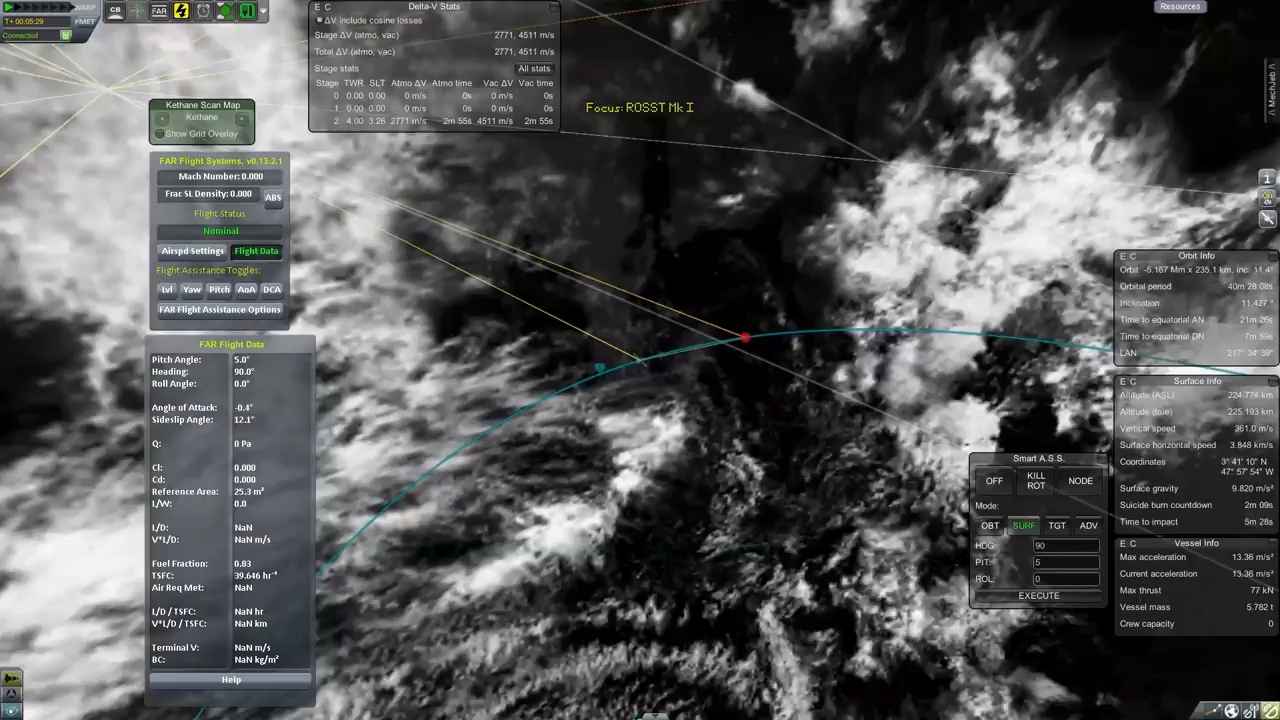 WARP
T+ 00:05:29
FMET
Connected
CB
FAR
Resources
E C Delta-V Stats
ΔV include cosine losses
Stage ΔV (atmo, vac) 2771, 4511 m/s
Total ΔV (atmo, vac) 2771, 4511 m/s
Stage stats All stats
Stage TWR SLT Atmo ΔV Atmo time Vac ΔV Vac time
0 0.00 0.00 0 m/s 0s 0 m/s 0s
1 0.00 0.00 0 m/s 0s 0 m/s 0s
2 4.00 3.26 2771 m/s 2m 55s 4511 m/s 2m 55s
Focus: ROSST Mk I
MechJeb
Kethane Scan Map
Kethane
Show Grid Overlay
FAR Flight Systems, v0.13.2.1
Mach Number: 0.000
Frac SL Density: 0.000
ABS
Flight Status
Nominal
Airspd Settings Flight Data
Flight Assistance Toggles:
Lvl Yaw Pitch AoA DCA
FAR Flight Assistance Options
FAR Flight Data
Pitch Angle: 5.0°
Heading: 90.0°
Roll Angle: 0.0°
Angle of Attack: -0.4°
Sideslip Angle: 12.1°
Q: 0 Pa
Cl: 0.000
Cd: 0.000
Reference Area: 25.3 m²
L/W: 0.0
L/D: NaN
V*L/D: NaN m/s
Fuel Fraction: 0.83
TSFC: 39.646 hr⁻¹
Air Req Met: NaN
L/D / TSFC: NaN hr
V*L/D / TSFC: NaN km
Terminal V: NaN m/s
BC: NaN kg/m²
Help
1
E C Orbit Info
Orbit -5.167 Mm x 235.1 km, inc. 11.4°
Orbital period 40m 28.08s
Inclination 11.427 °
Time to equatorial AN 21m 26s
Time to equatorial DN 7m 59s
LAN 217° 34' 39"
E C Surface Info
Altitude (AGL) 224.774 km
Altitude (true) 225.193 km
Vertical speed 361.0 m/s
Surface horizontal speed 3.848 km/s
Coordinates 3° 41' 10" N
47° 57' 54" W
Surface gravity 9.820 m/s²
Suicide burn countdown 2m 09s
Time to impact 5m 28s
Smart A.S.S.
OFF KILL ROT NODE
Mode:
OBT SURF TGT ADV
HDG: 90
PIT: 5
ROL: 0
EXECUTE
E C Vessel Info
Max acceleration 13.36 m/s²
Current acceleration 13.36 m/s²
Max thrust 77 kN
Vessel mass 5.782 t
Crew capacity 0